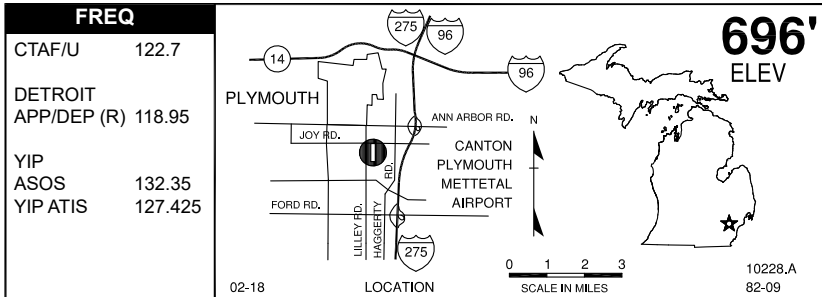 FREQ
CTAF/U 122.7
DETROIT
APP/DEP (R) 118.95
YIP
ASOS 132.35
YIP ATIS 127.425
275
96
14
96
PLYMOUTH
ANN ARBOR RD.
JOY RD.
N
CANTON
PLYMOUTH
METTETAL
AIRPORT
RD.
FORD RD.
LILLEY RD.
HAGGERTY
275
696'
ELEV
0 1 2 3
SCALE IN MILES
02-18
LOCATION
10228.A
82-09